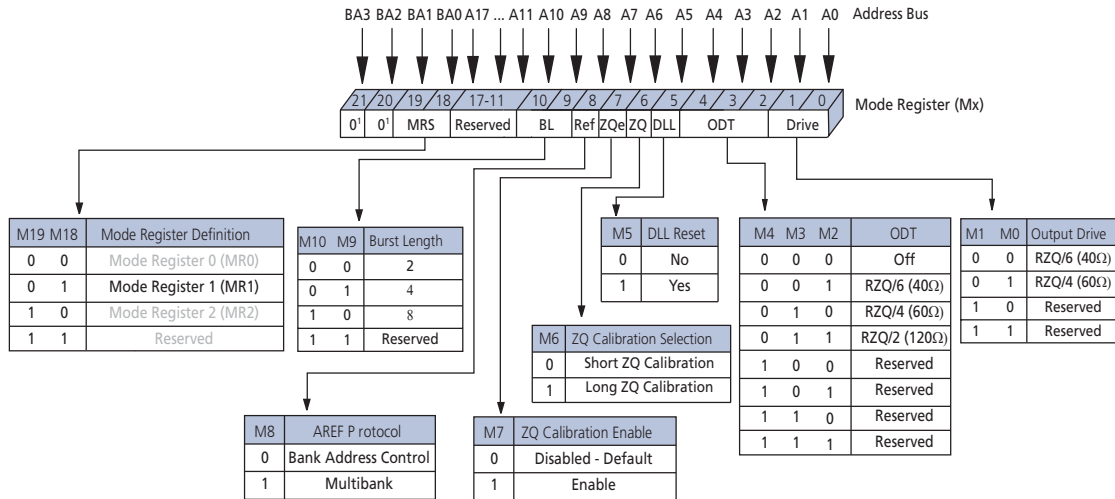 BA3 BA2 BA1 BA0 A17 ... A11 A10 A9 A8 A7 A6 A5 A4 A3 A2 A1 A0 Address Bus
21 20 19 18 17-11 10 9 8 7 6 5 4 3 2 1 0
Mode Register (Mx)
0¹ 0¹ MRS Reserved BL Ref ZQe ZQ DLL ODT Drive
M19 M18 Mode Register Definition
0 0 Mode Register 0 (MR0)
0 1 Mode Register 1 (MR1)
1 0 Mode Register 2 (MR2)
1 1 Reserved
M10 M9 Burst Length
0 0 2
0 1 4
1 0 8
1 1 Reserved
M5 DLL Reset
0 No
1 Yes
M4 M3 M2 ODT
0 0 0 Off
0 0 1 RZQ/6 (40Ω)
0 1 0 RZQ/4 (60Ω)
0 1 1 RZQ/2 (120Ω)
1 0 0 Reserved
1 0 1 Reserved
1 1 0 Reserved
1 1 1 Reserved
M1 M0 Output Drive
0 0 RZQ/6 (40Ω)
0 1 RZQ/4 (60Ω)
1 0 Reserved
1 1 Reserved
M6 ZQ Calibration Selection
0 Short ZQ Calibration
1 Long ZQ Calibration
M8 AREF P rotocol
0 Bank Address Control
1 Multibank
M7 ZQ Calibration Enable
0 Disabled - Default
1 Enable